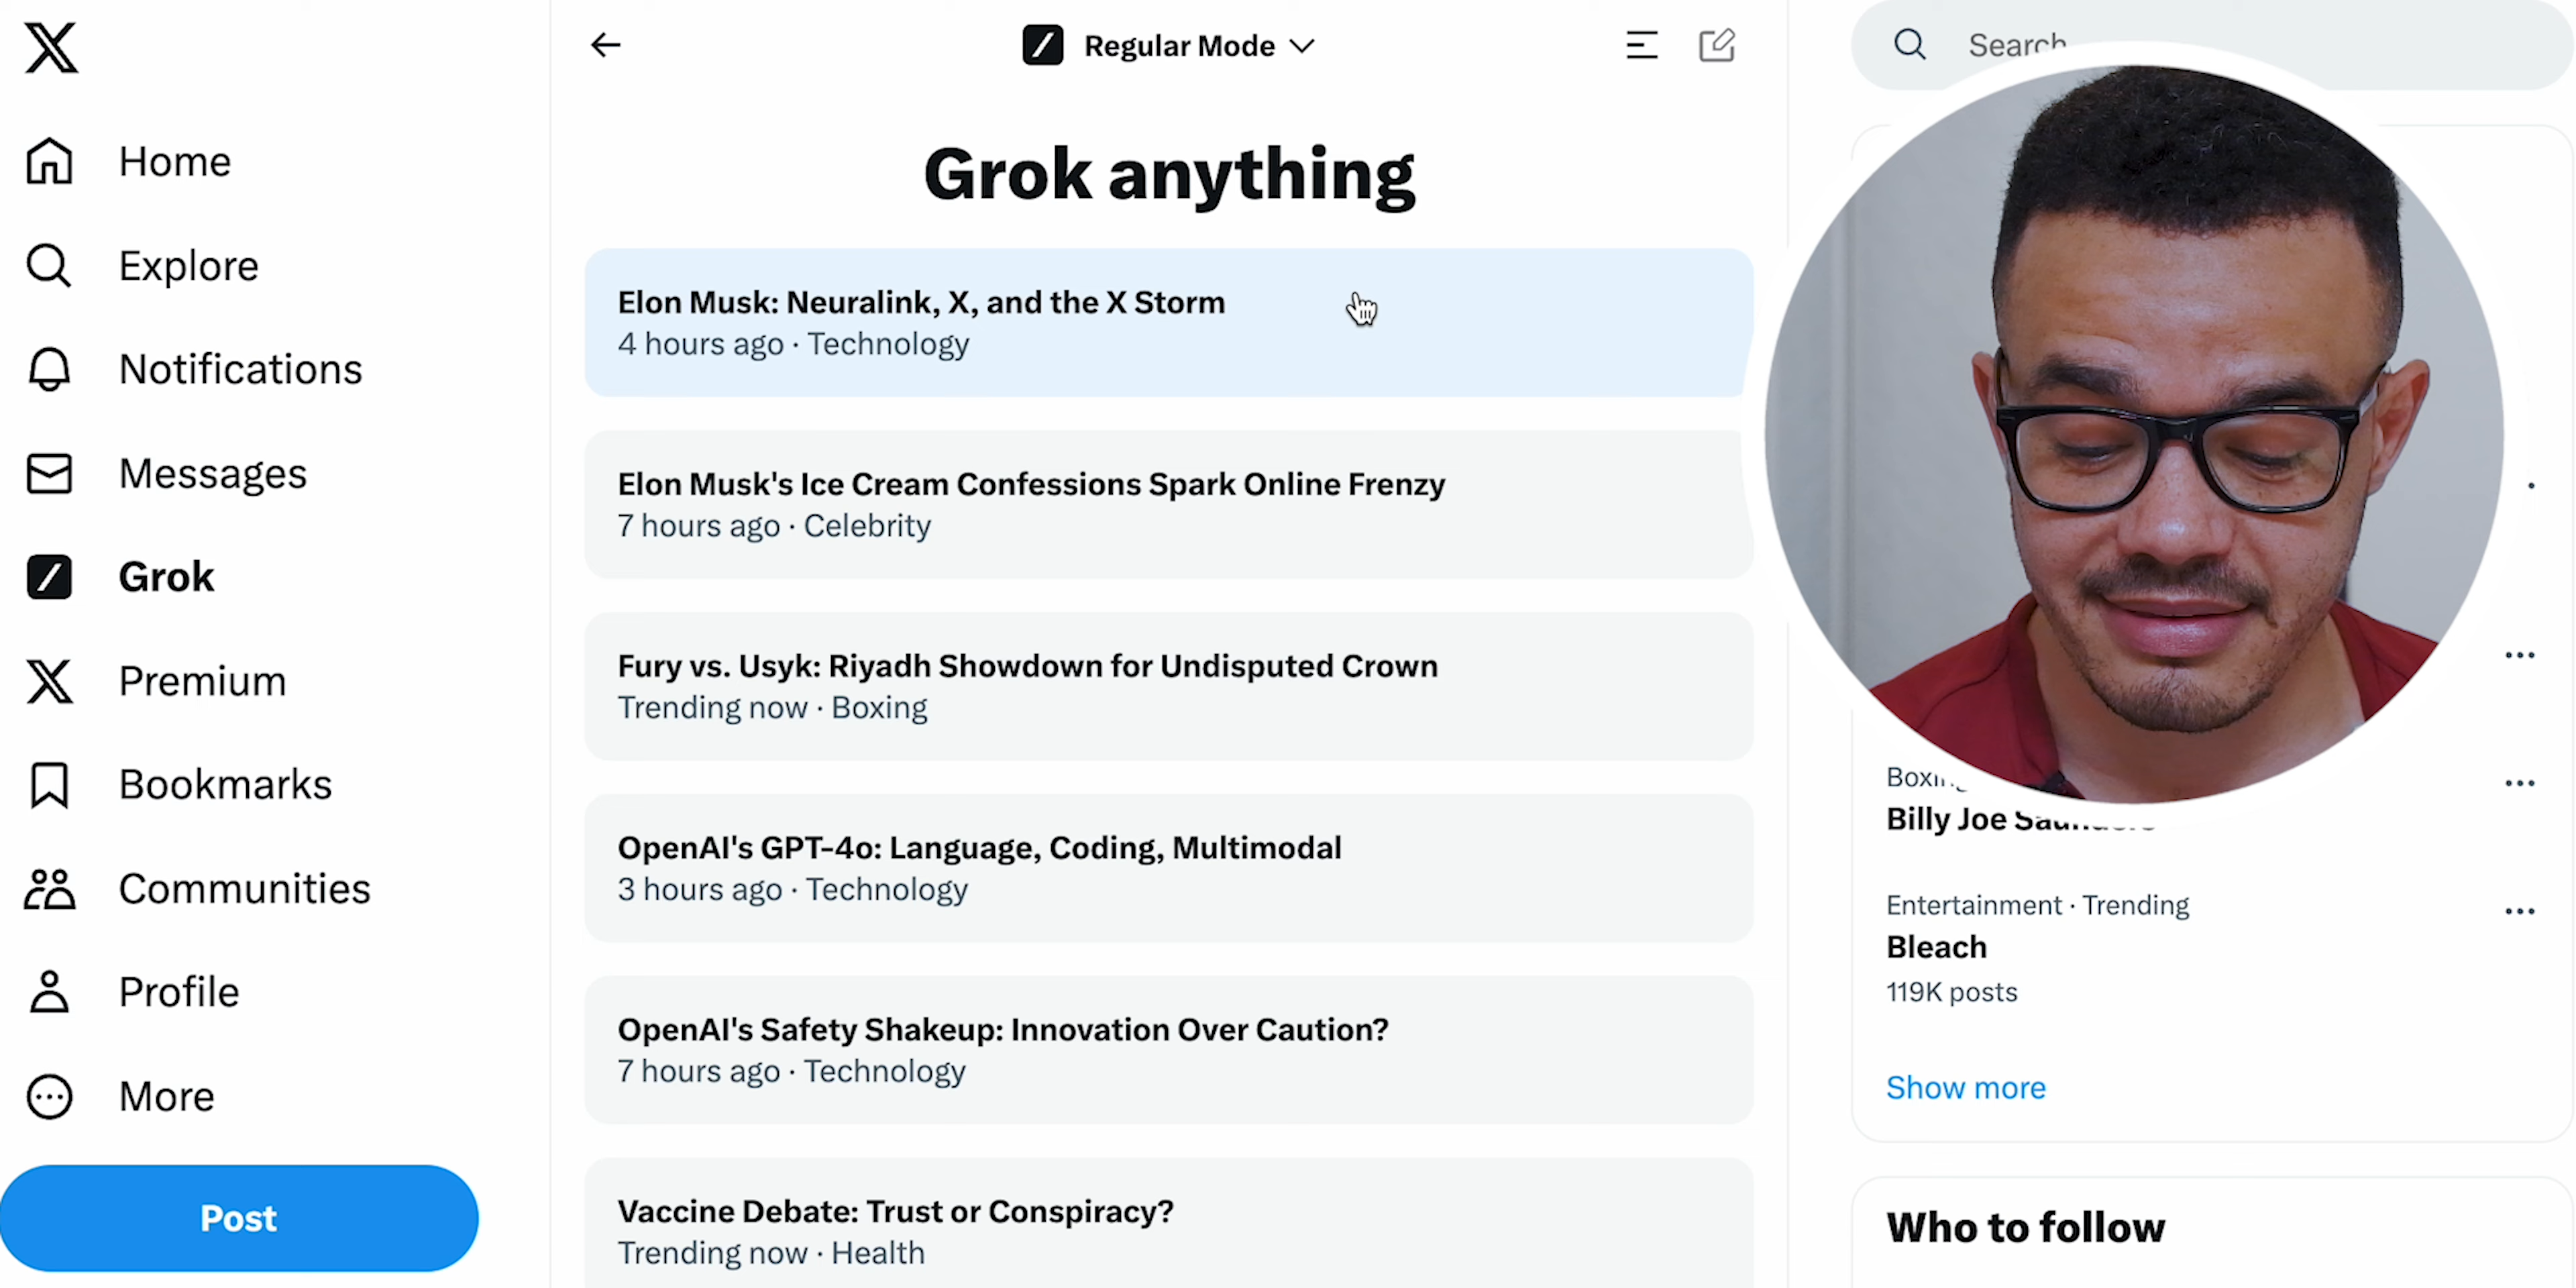 Home
Explore
Notifications
Messages
Grok
Premium
Bookmarks
Communities
Profile
More
Post
Regular Mode
Grok anything
Elon Musk: Neuralink, X, and the X Storm
4 hours ago · Technology
Elon Musk's Ice Cream Confessions Spark Online Frenzy
7 hours ago · Celebrity
Fury vs. Usyk: Riyadh Showdown for Undisputed Crown
Trending now · Boxing
OpenAI's GPT-4o: Language, Coding, Multimodal
3 hours ago · Technology
OpenAI's Safety Shakeup: Innovation Over Caution?
7 hours ago · Technology
Vaccine Debate: Trust or Conspiracy?
Trending now · Health
Search
Billy Joe Saunders
Entertainment · Trending
Bleach
119K posts
Show more
Who to follow